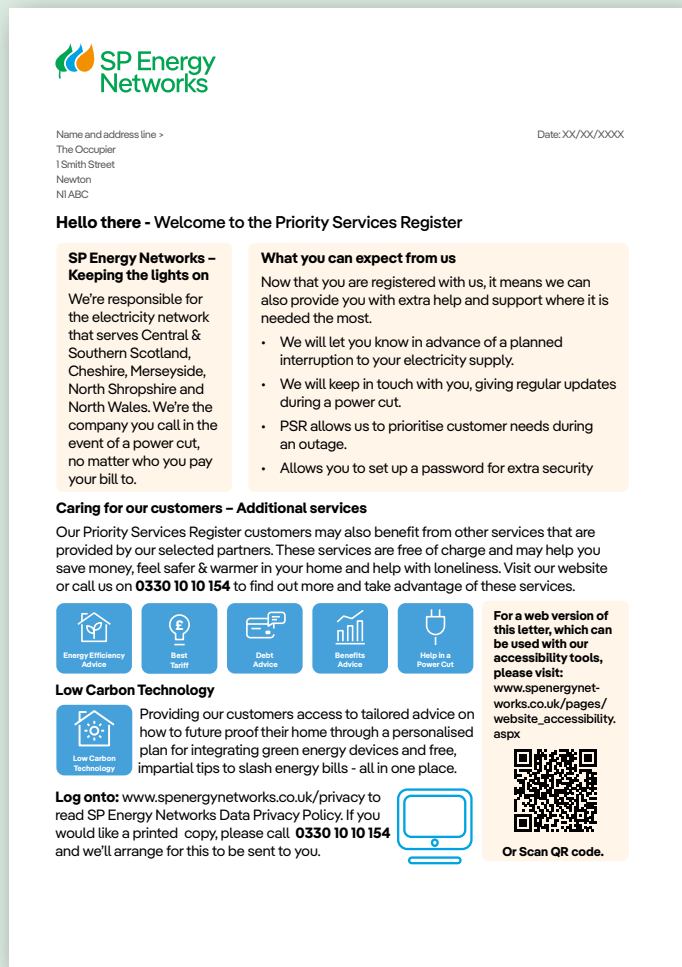 SP Energy
Networks
Name and address line >
Date: XX/XX/XXXX
The Occupier
1 Smith Street
Newton
N1 ABC
Hello there - Welcome to the Priority Services Register
SP Energy Networks –
Keeping the lights on
We're responsible for
the electricity network
that serves Central &
Southern Scotland,
Cheshire, Merseyside,
North Shropshire and
North Wales. We're the
company you call in the
event of a power cut,
no matter who you pay
your bill to.
What you can expect from us
Now that you are registered with us, it means we can
also provide you with extra help and support where it is
needed the most.
• We will let you know in advance of a planned
interruption to your electricity supply.
• We will keep in touch with you, giving regular updates
during a power cut.
• PSR allows us to prioritise customer needs during
an outage.
• Allows you to set up a password for extra security
Caring for our customers – Additional services
Our Priority Services Register customers may also benefit from other services that are
provided by our selected partners. These services are free of charge and may help you
save money, feel safer & warmer in your home and help with loneliness. Visit our website
or call us on 0330 10 10 154 to find out more and take advantage of these services.
Energy Efficiency
Advice
£
Best
Tariff
Debt
Advice
Benefits
Advice
Help in a
Power Cut
Low Carbon Technology
Low Carbon
Technology
Providing our customers access to tailored advice on
how to future proof their home through a personalised
plan for integrating green energy devices and free,
impartial tips to slash energy bills - all in one place.
Log onto: www.spenergynetworks.co.uk/privacy to
read SP Energy Networks Data Privacy Policy. If you
would like a printed  copy, please call  0330 10 10 154
and we'll arrange for this to be sent to you.
For a web version of
this letter, which can
be used with our
accessibility tools,
please visit:
www.spenergynet-
works.co.uk/pages/
website_accessibility.
aspx
Or Scan QR code.